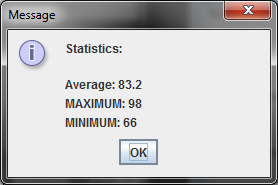 Message
Statistics:
Average: 83.2
MAXIMUM: 98
MINIMUM: 66
OK